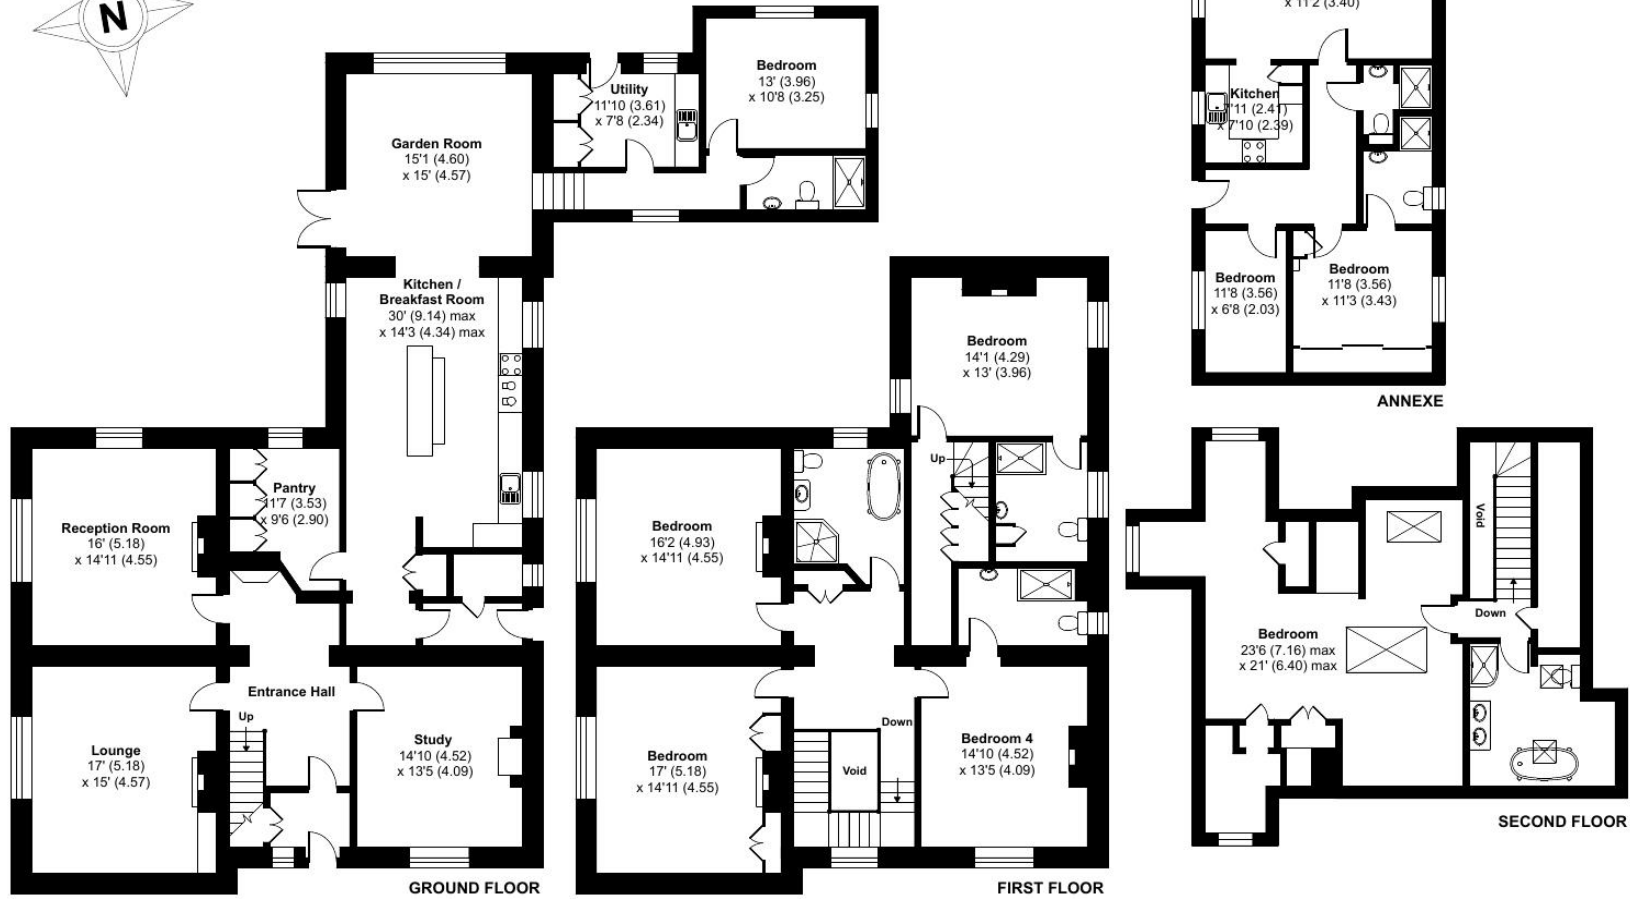 N
Garden Room
15'1 (4.60)
x 15' (4.57)
Utility
11'10 (3.61)
x 7'8 (2.34)
Bedroom
13' (3.96)
x 10'8 (3.25)
Kitchen /
Breakfast Room
30' (9.14) max
x 14'3 (4.34) max
Pantry
11'7 (3.53)
x 9'6 (2.90)
Reception Room
16' (5.18)
x 14'11 (4.55)
Entrance Hall
Up
Lounge
17' (5.18)
x 15' (4.57)
Study
14'10 (4.52)
x 13'5 (4.09)
GROUND FLOOR
Bedroom
14'1 (4.29)
x 13' (3.96)
Up
Bedroom
16'2 (4.93)
x 14'11 (4.55)
Bedroom
17' (5.18)
x 14'11 (4.55)
Down
Void
Bedroom 4
14'10 (4.52)
x 13'5 (4.09)
FIRST FLOOR
x 11'2 (3.40)
Kitchen
7'11 (2.41)
x 7'10 (2.39)
Bedroom
11'8 (3.56)
x 6'8 (2.03)
Bedroom
11'8 (3.56)
x 11'3 (3.43)
ANNEXE
Void
Down
Bedroom
23'6 (7.16) max
x 21' (6.40) max
SECOND FLOOR